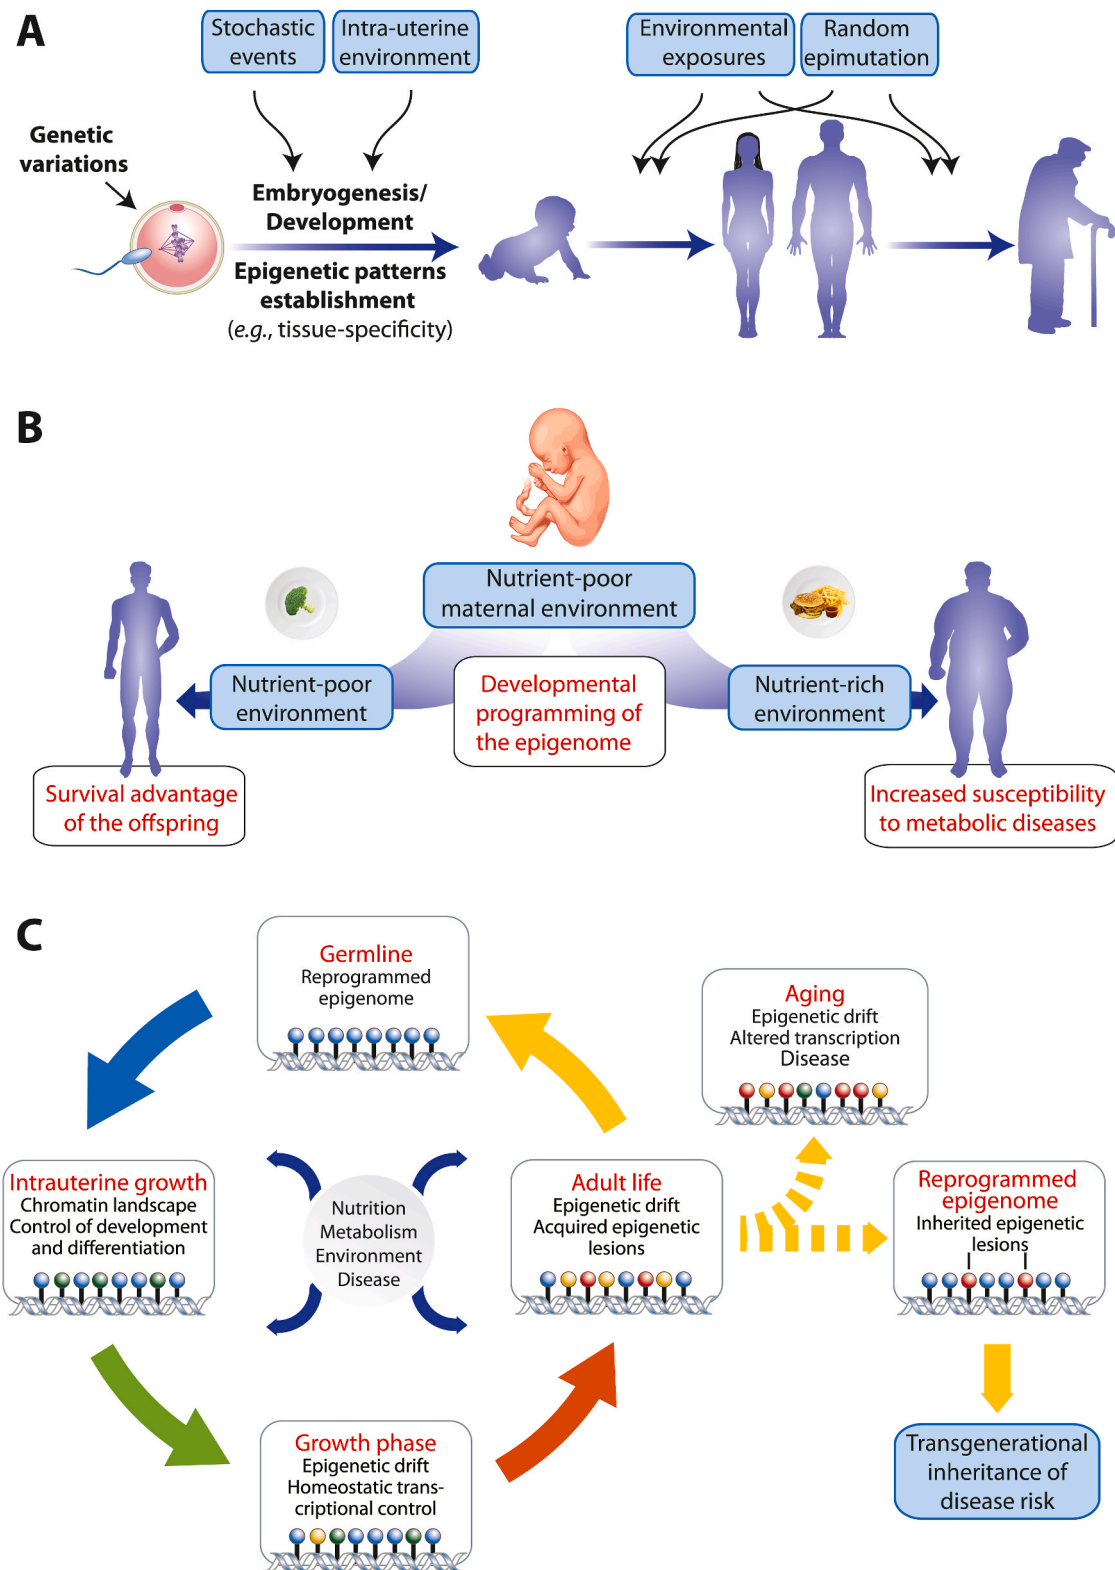 A
Stochastic
events
Intra-uterine
environment
Environmental
exposures
Random
epimutation
Genetic
variations
Embryogenesis/
Development
Epigenetic patterns
establishment
(e.g., tissue-specificity)
B
Nutrient-poor
maternal environment
Nutrient-poor
environment
Developmental
programming of
the epigenome
Nutrient-rich
environment
Survival advantage
of the offspring
Increased susceptibility
to metabolic diseases
C
Germline
Reprogrammed
epigenome
Aging
Epigenetic drift
Altered transcription
Disease
Intrauterine growth
Chromatin landscape
Control of development
and differentiation
Nutrition
Metabolism
Environment
Disease
Adult life
Epigenetic drift
Acquired epigenetic
lesions
Reprogrammed
epigenome
Inherited epigenetic
lesions
Growth phase
Epigenetic drift
Homeostatic trans-
criptional control
Transgenerational
inheritance of
disease risk